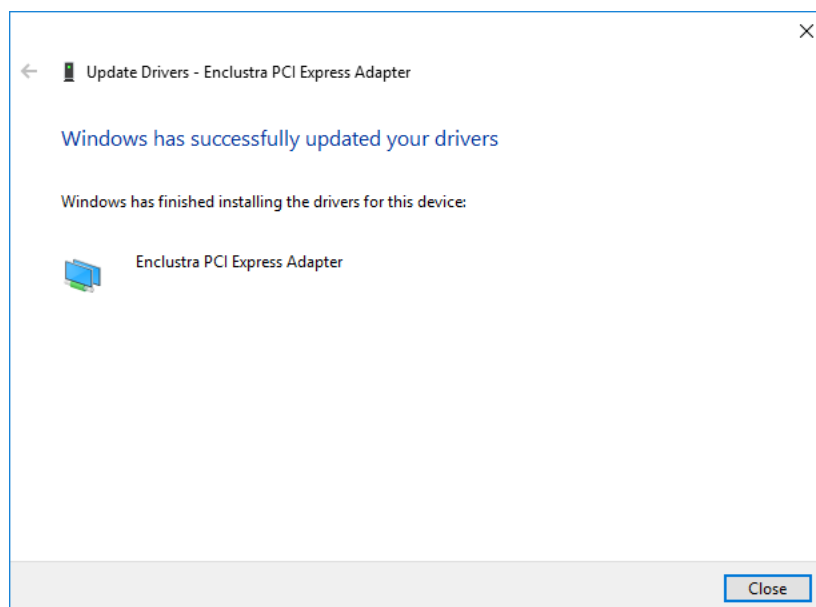 Update Drivers - Enclustra PCI Express Adapter
Windows has successfully updated your drivers
Windows has finished installing the drivers for this device:
Enclustra PCI Express Adapter
Close